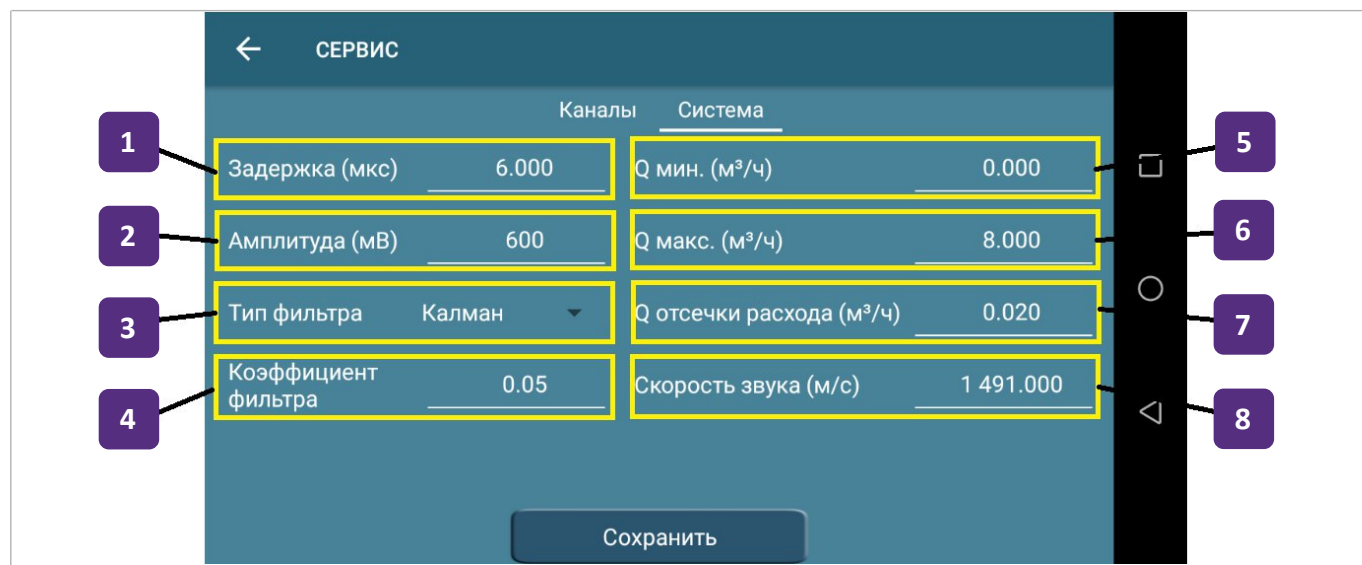 СЕРВИС
Каналы Система
1
Задержка (мкс) 6.000
Q мин. (м³/ч) 0.000
5
2
Амплитуда (мВ) 600
Q макс. (м³/ч) 8.000
6
3
Тип фильтра Калман
Q отсечки расхода (м³/ч) 0.020
7
4
Коэффициент
фильтра 0.05
Скорость звука (м/с) 1 491.000
8
Сохранить